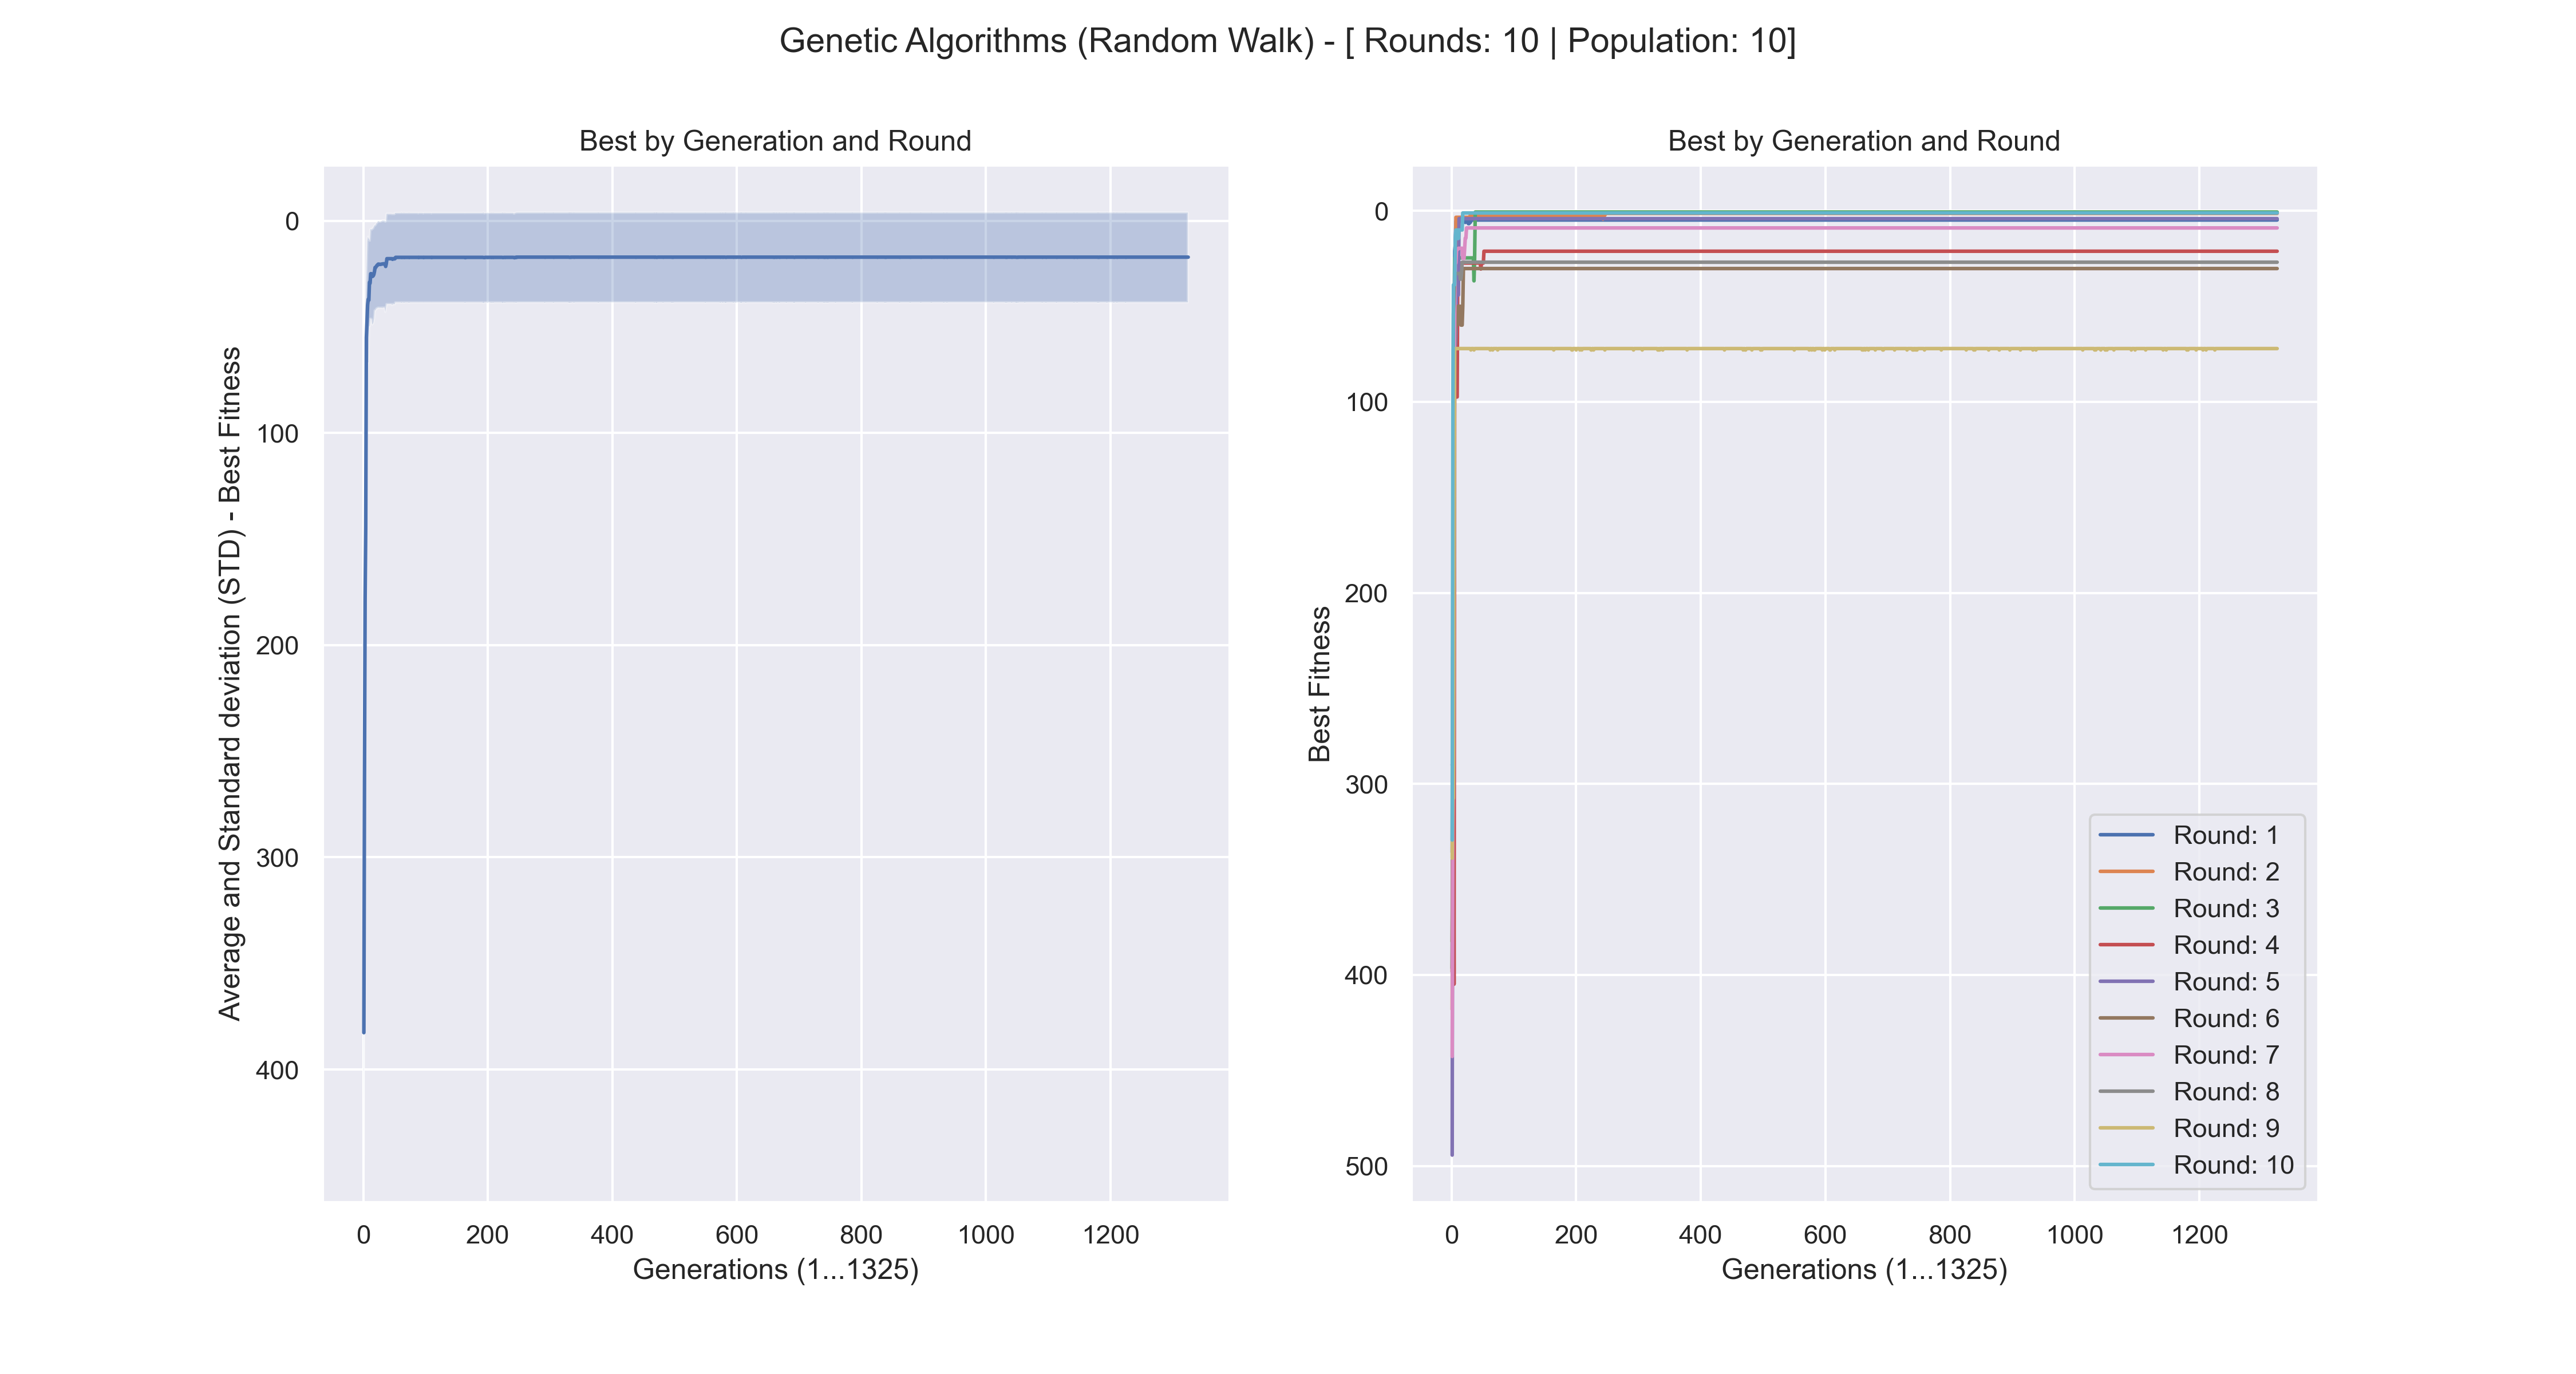 Genetic Algorithms (Random Walk) - [ Rounds: 10 | Population: 10]
Best by Generation and Round
Average and Standard deviation (STD) - Best Fitness
0
100
200
300
400
0 200 400 600 800 1000 1200
Generations (1...1325)
Best by Generation and Round
Best Fitness
0
100
200
300
400
500
Round: 1
Round: 2
Round: 3
Round: 4
Round: 5
Round: 6
Round: 7
Round: 8
Round: 9
Round: 10
0 200 400 600 800 1000 1200
Generations (1...1325)